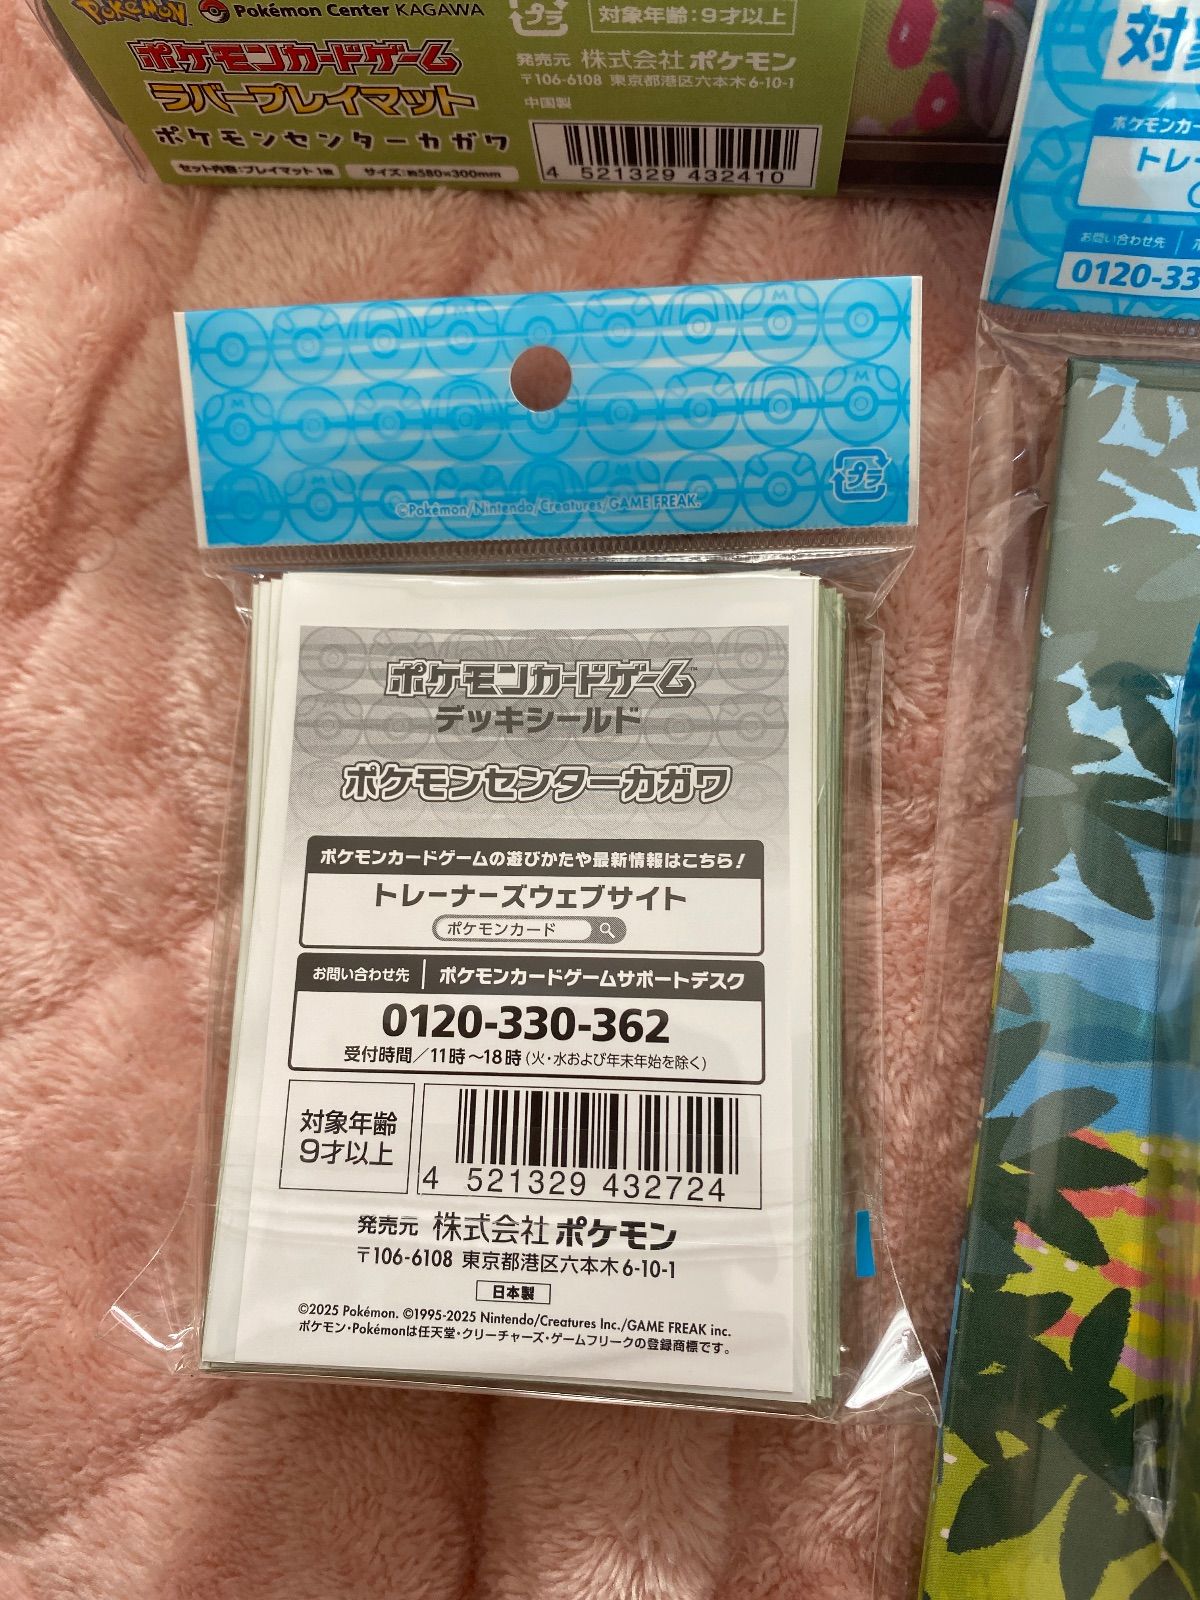 Pokémon Pokémon Center KAGAWA
ポケモンカードゲーム
ラバープレイマット
ポケモンセンターカガワ
セット内容:プレイマット 1枚 サイズ:約580×300mm
プラ
対象年齢:9才以上
発売元 株式会社 ポケモン
〒106-6108 東京都港区六本木6-10-1
中国製
4 521329 432410
対
ポケモンカー
トレー
お問い合わせ先
0120-33
プラ
©Pokémon/Nintendo/Creatures/GAME FREAK.
ポケモンカードゲーム™
デッキシールド
ポケモンセンターカガワ
ポケモンカードゲームの遊びかたや最新情報はこちら!
トレーナーズウェブサイト
ポケモンカード
お問い合わせ先 ポケモンカードゲームサポートデスク
0120-330-362
受付時間/11時〜18時(火・水および年末年始を除く)
対象年齢
9才以上
4 521329 432724
発売元 株式会社 ポケモン
〒106-6108 東京都港区六本木6-10-1
日本製
©2025 Pokémon. ©1995-2025 Nintendo/Creatures Inc./GAME FREAK inc.
ポケモン・Pokémonは任天堂・クリーチャーズ・ゲームフリークの登録商標です。